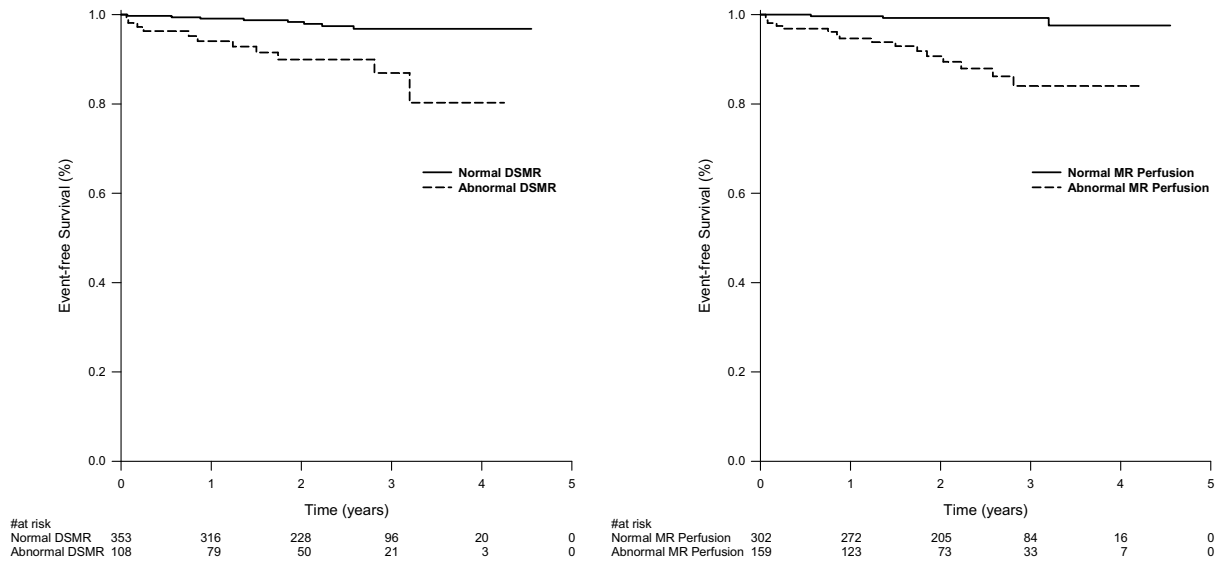 1.0
0.8
0.6
0.4
0.2
0.0
Event-free Survival (%)
Normal DSMR
Abnormal DSMR
0 1 2 3 4 5
Time (years)
#at risk
Normal DSMR 353 316 228 96 20 0
Abnormal DSMR 108 79 50 21 3 0
1.0
0.8
0.6
0.4
0.2
0.0
Event-free Survival (%)
Normal MR Perfusion
Abnormal MR Perfusion
0 1 2 3 4 5
Time (years)
#at risk
Normal MR Perfusion 302 272 205 84 16 0
Abnormal MR Perfusion 159 123 73 33 7 0